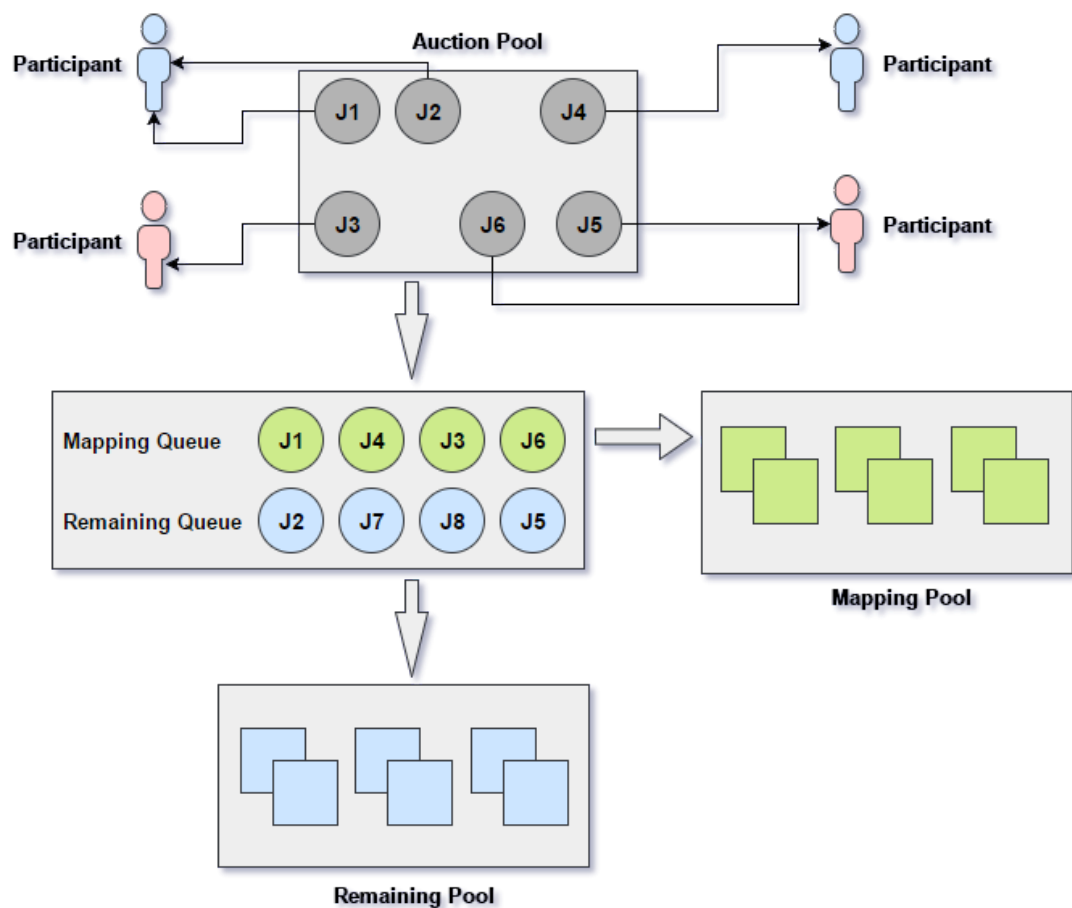 Auction Pool
Participant
Participant
J1 J2 J4
Participant
J3 J6 J5
Participant
Mapping Queue J1 J4 J3 J6
Remaining Queue J2 J7 J8 J5
Mapping Pool
Remaining Pool